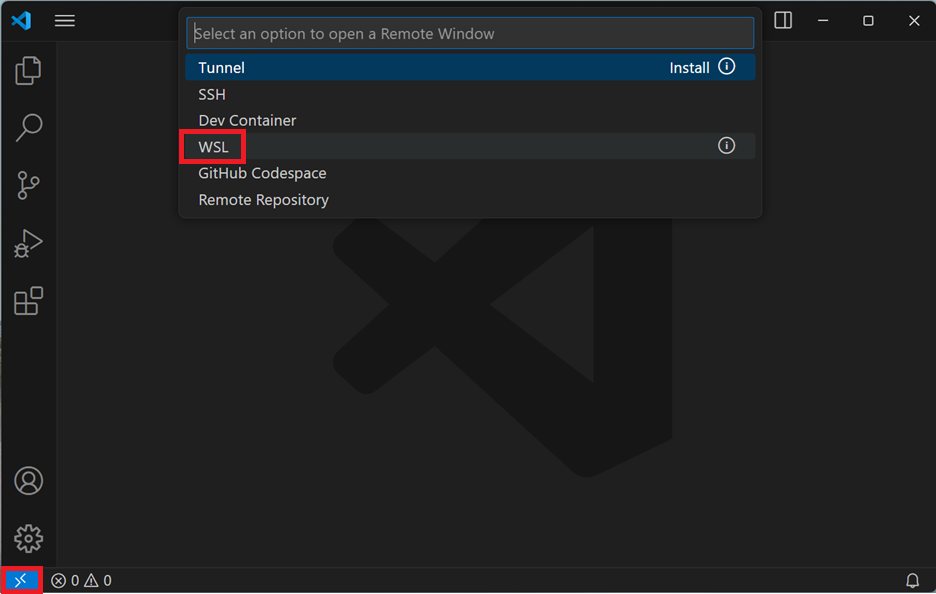 Select an option to open a Remote Window
Tunnel Install
SSH
Dev Container
WSL
GitHub Codespace
Remote Repository
0 0